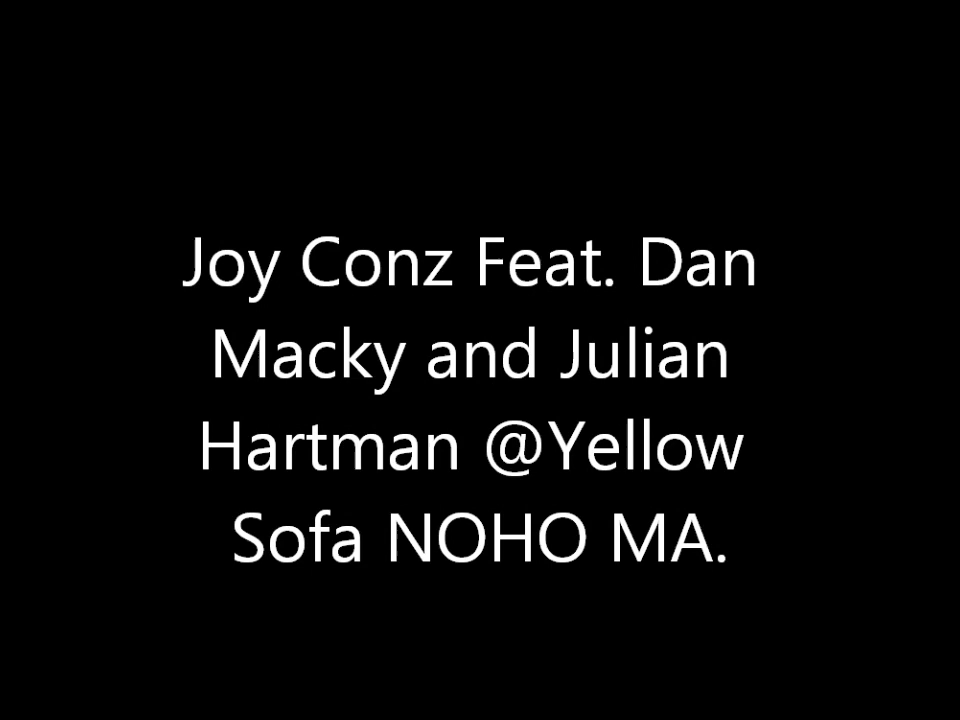 Joy Conz Feat. Dan
Macky and Julian
Hartman @Yellow
Sofa NOHO MA.